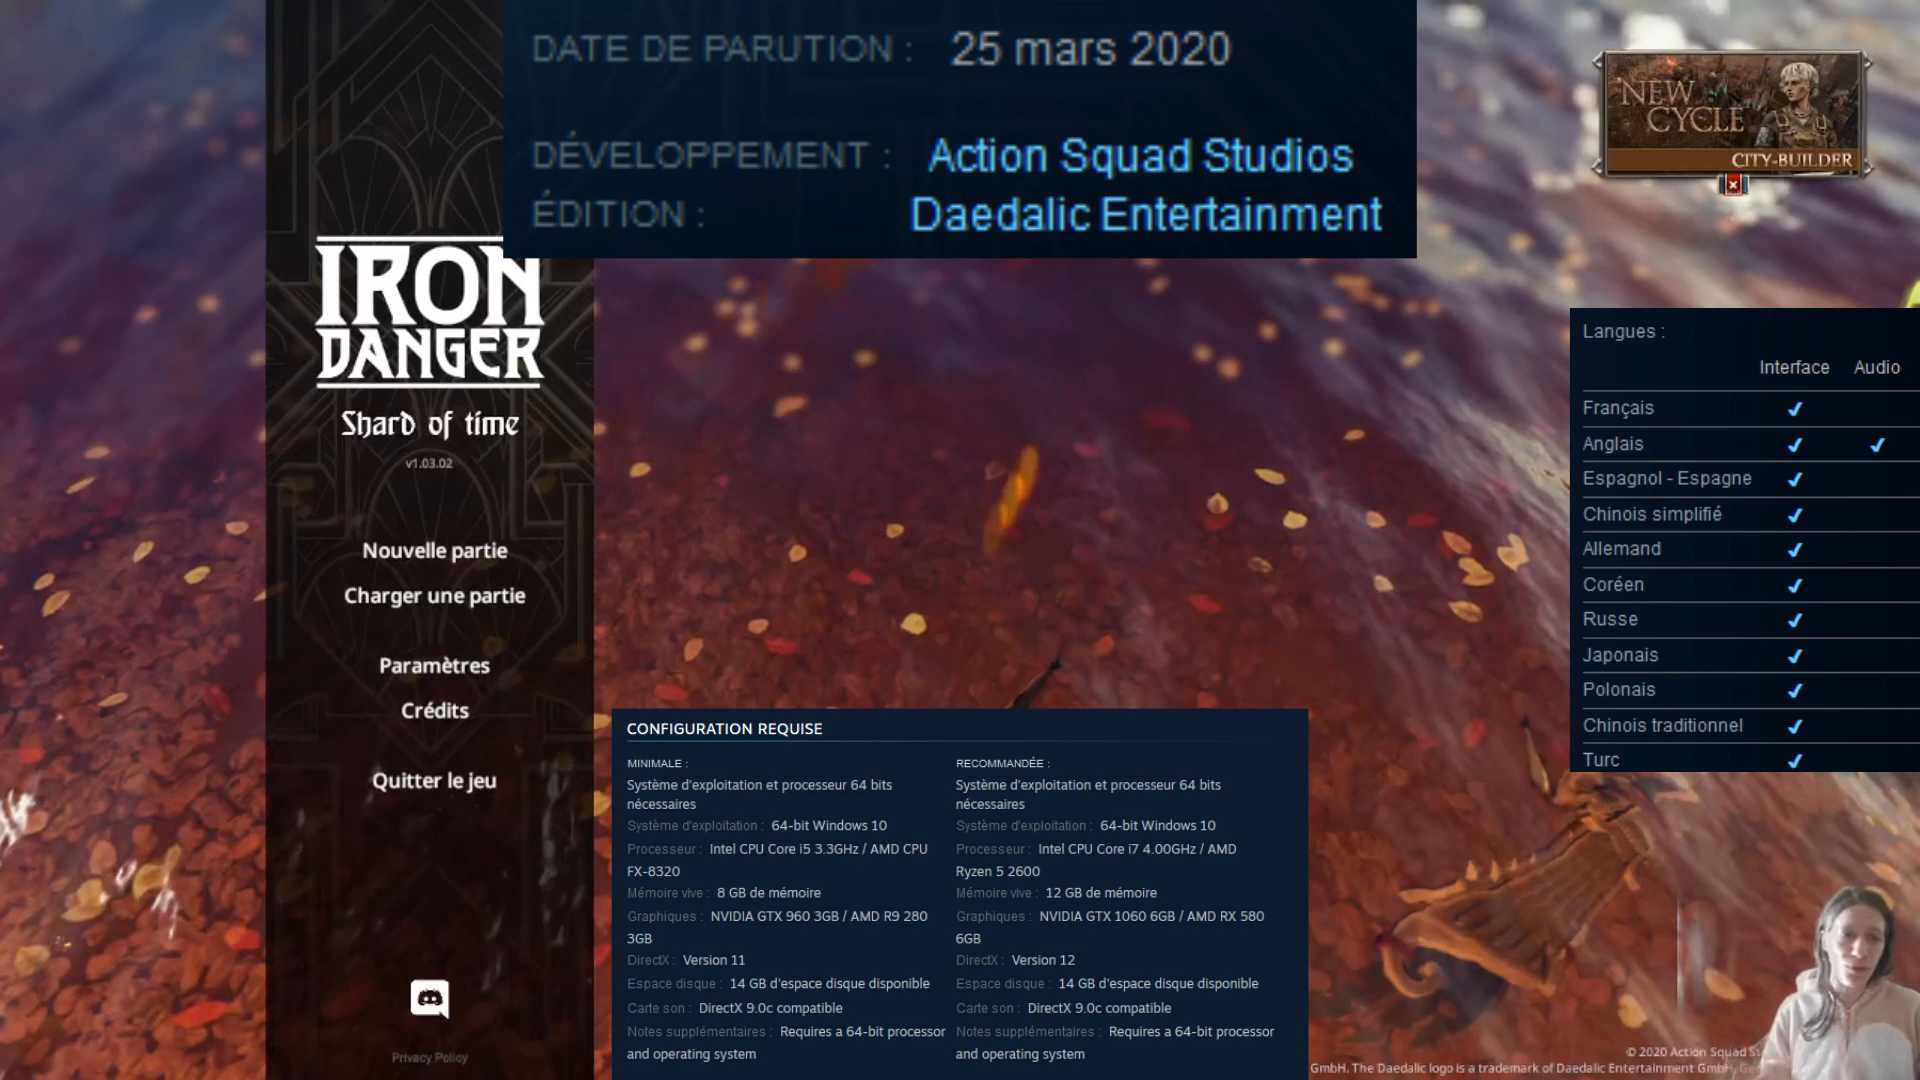 DATE DE PARUTION : 25 mars 2020
DÉVELOPPEMENT : Action Squad Studios
ÉDITION : Daedalic Entertainment
NEW
CYCLE
CITY-BUILDER
IRON
DANGER
Shard of time
v1.03.02
Nouvelle partie
Charger une partie
Paramètres
Crédits
Quitter le jeu
Privacy Policy
Langues :
Interface Audio
Français
Anglais
Espagnol - Espagne
Chinois simplifié
Allemand
Coréen
Russe
Japonais
Polonais
Chinois traditionnel
Turc
CONFIGURATION REQUISE
MINIMALE :
Système d'exploitation et processeur 64 bits
nécessaires
Système d'exploitation : 64-bit Windows 10
Processeur : Intel CPU Core i5 3.3GHz / AMD CPU
FX-8320
Mémoire vive : 8 GB de mémoire
Graphiques : NVIDIA GTX 960 3GB / AMD R9 280
3GB
DirectX : Version 11
Espace disque : 14 GB d'espace disque disponible
Carte son : DirectX 9.0c compatible
Notes supplémentaires : Requires a 64-bit processor
and operating system
RECOMMANDÉE :
Système d'exploitation et processeur 64 bits
nécessaires
Système d'exploitation : 64-bit Windows 10
Processeur : Intel CPU Core i7 4.00GHz / AMD
Ryzen 5 2600
Mémoire vive : 12 GB de mémoire
Graphiques : NVIDIA GTX 1060 6GB / AMD RX 580
6GB
DirectX : Version 12
Espace disque : 14 GB d'espace disque disponible
Carte son : DirectX 9.0c compatible
Notes supplémentaires : Requires a 64-bit processor
and operating system
© 2020 Action Squad
GmbH. The Daedalic logo is a trademark of Daedalic Entertainment GmbH,